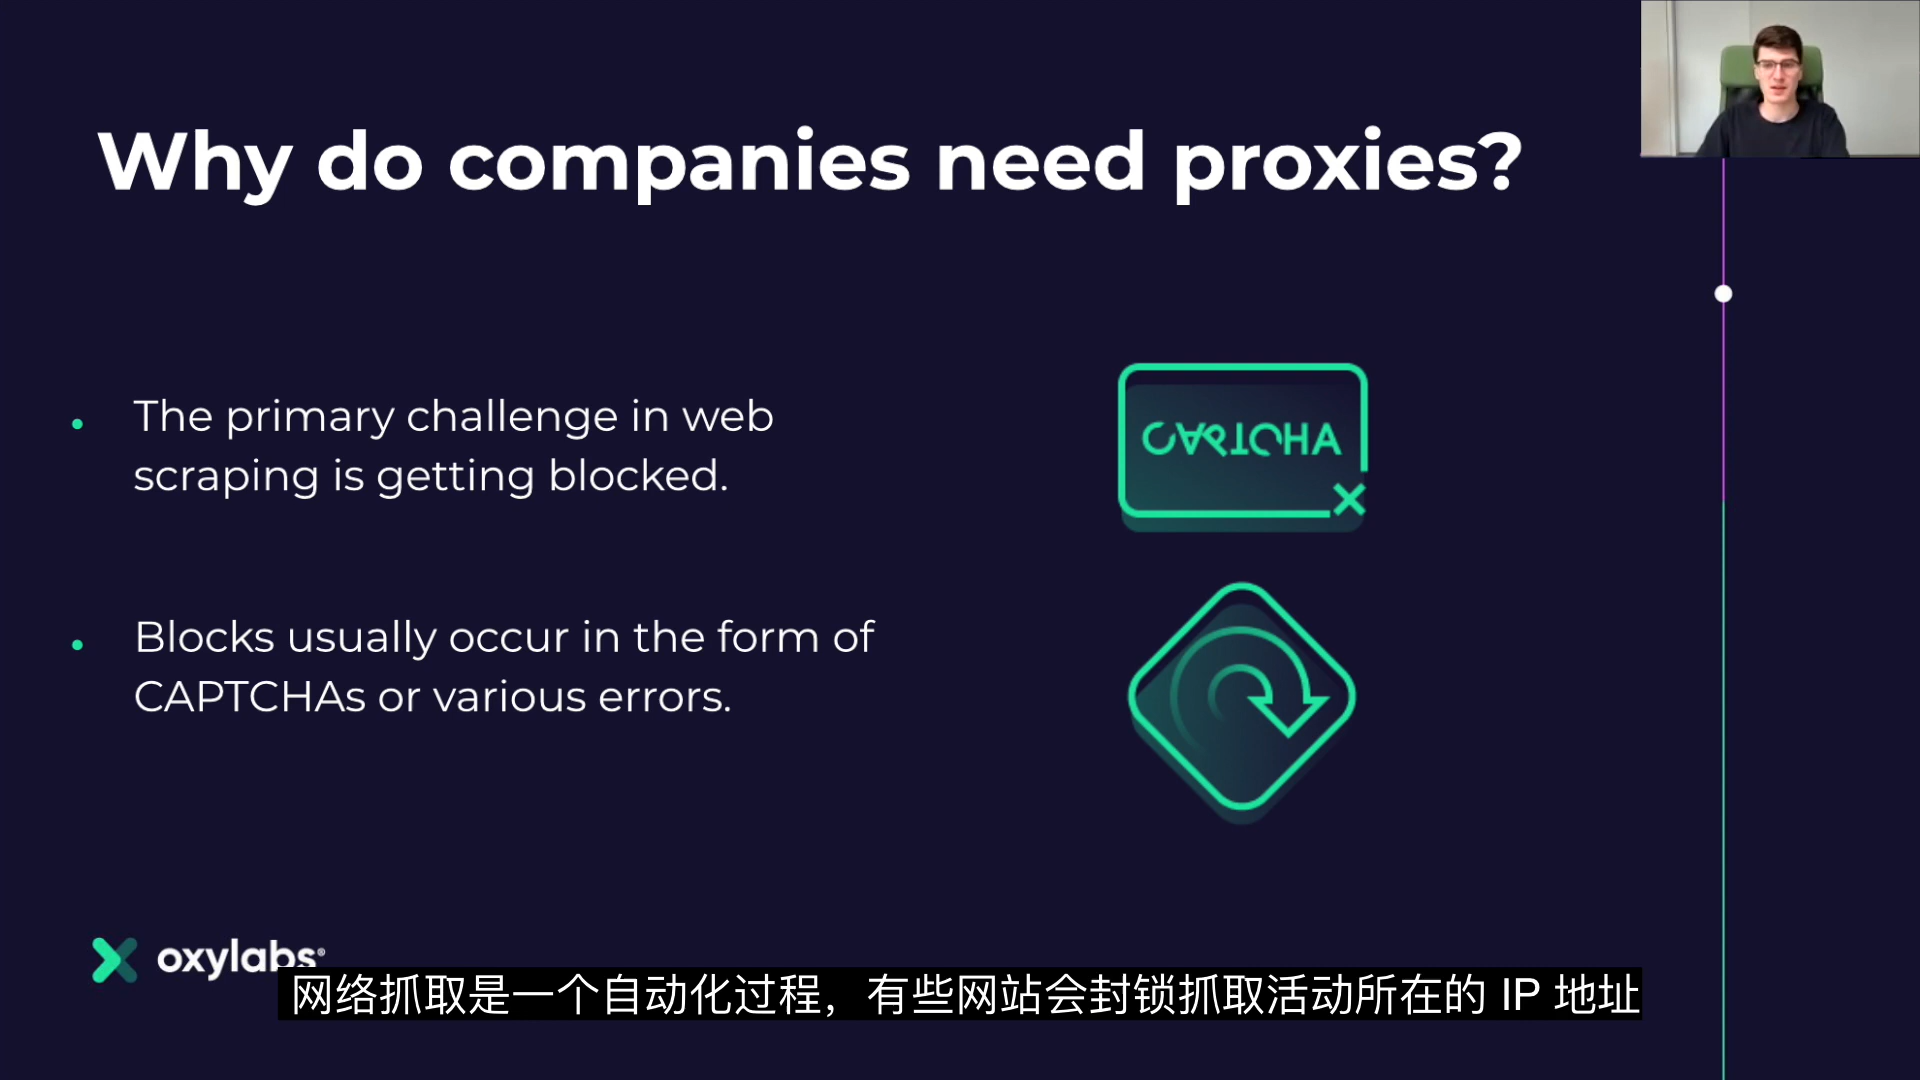 Why do companies need proxies?
The primary challenge in web
scraping is getting blocked.
CAPTCHA
Blocks usually occur in the form of
CAPTCHAs or various errors.
oxylabs®
网络抓取是一个自动化过程，有些网站会封锁抓取活动所在的 IP 地址